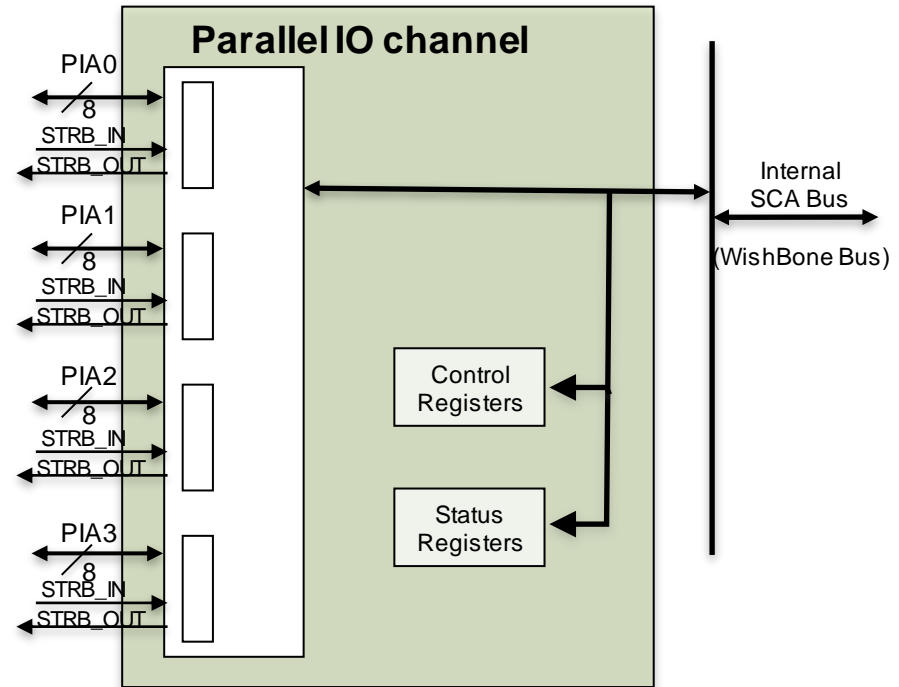 Parallel IO channel
PIA0
8
STRB_IN
STRB_OUT
PIA1
8
STRB_IN
STRB_OUT
PIA2
8
STRB_IN
STRB_OUT
PIA3
8
STRB_IN
STRB_OUT
Control
Registers
Status
Registers
Internal
SCA Bus
(WishBone Bus)